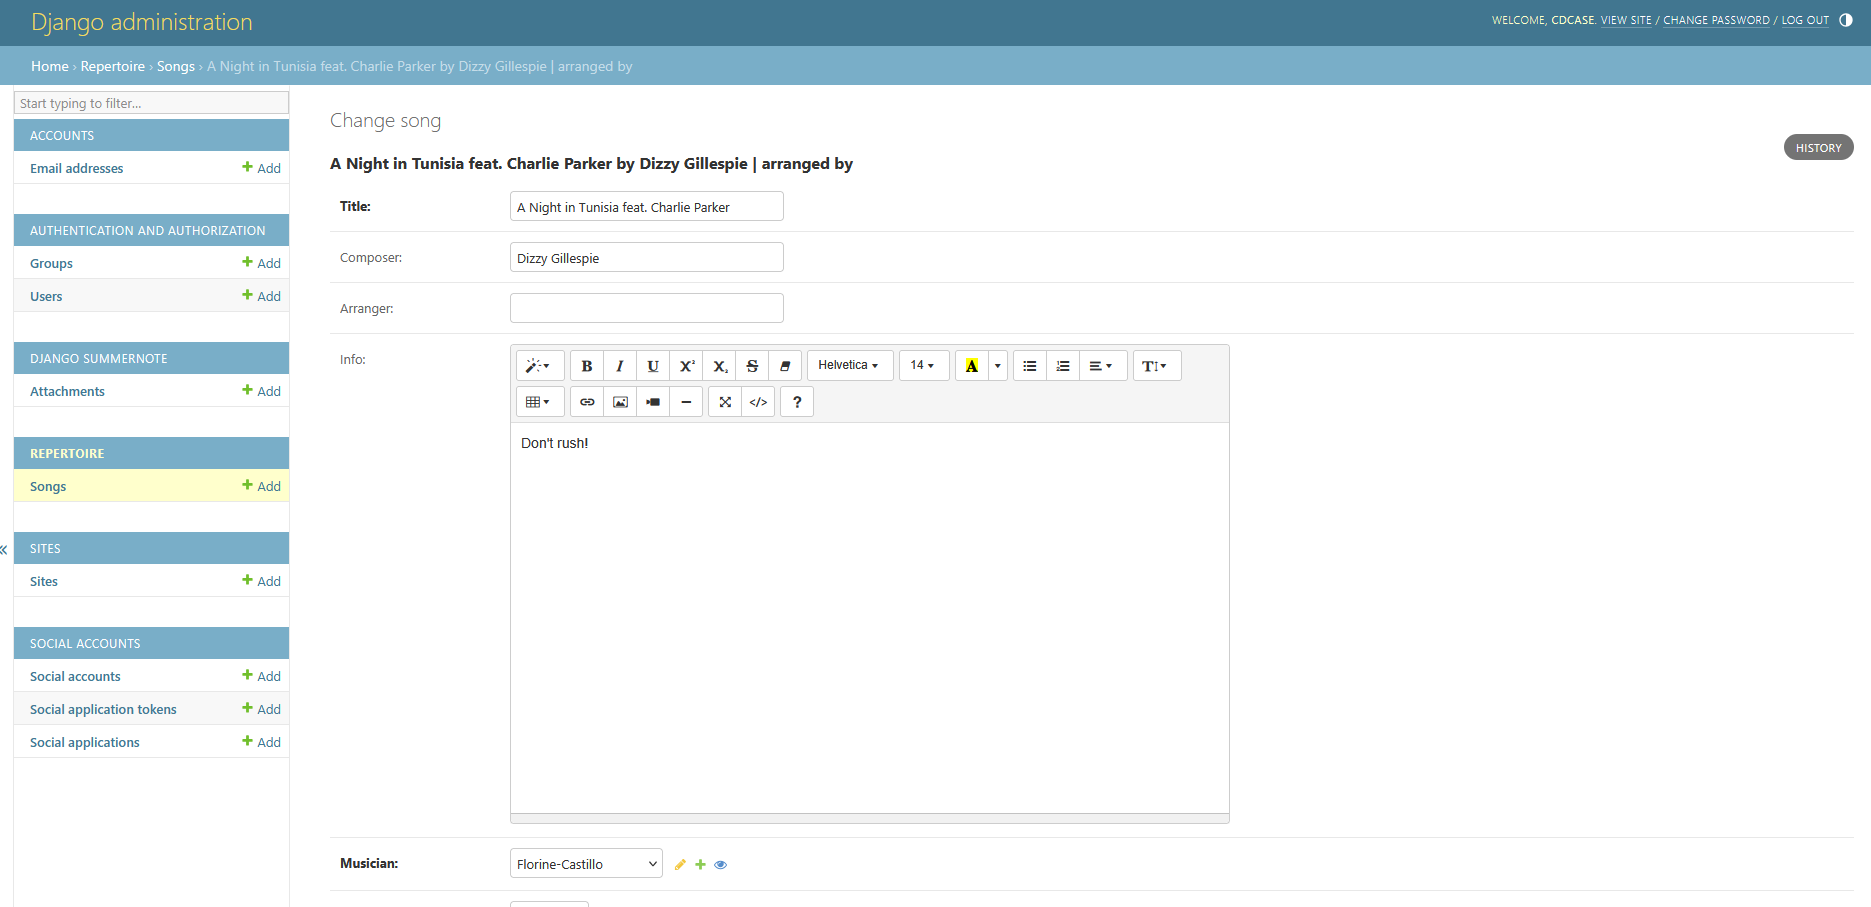 Django administration
WELCOME, CDCASE. VIEW SITE / CHANGE PASSWORD / LOG OUT
Home › Repertoire › Songs › A Night in Tunisia feat. Charlie Parker by Dizzy Gillespie | arranged by
Start typing to filter...
ACCOUNTS
Email addresses Add
AUTHENTICATION AND AUTHORIZATION
Groups Add
Users Add
DJANGO SUMMERNOTE
Attachments Add
REPERTOIRE
Songs Add
SITES
Sites Add
SOCIAL ACCOUNTS
Social accounts Add
Social application tokens Add
Social applications Add
«
Change song
HISTORY
A Night in Tunisia feat. Charlie Parker by Dizzy Gillespie | arranged by
Title: A Night in Tunisia feat. Charlie Parker
Composer: Dizzy Gillespie
Arranger:
Info:
B I U X² X₂ S Helvetica 14 A T
</> ?
Don't rush!
Musician: Florine-Castillo